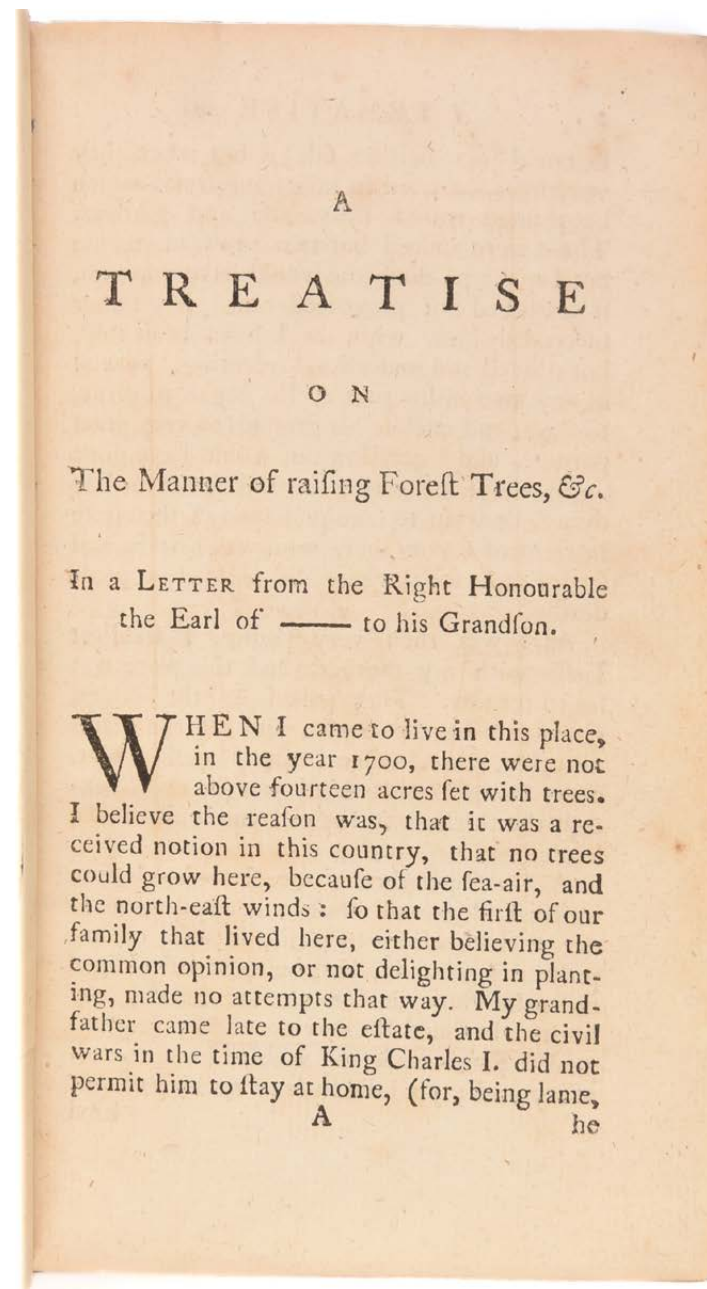 A
TREATISE
ON
The Manner of raiſing Foreſt Trees, &c.
In a LETTER from the Right Honourable
the Earl of —— to his Grandſon.
WHEN I came to live in this place,
in the year 1700, there were not
above fourteen acres ſet with trees.
I believe the reaſon was, that it was a re-
ceived notion in this country, that no trees
could grow here, becauſe of the ſea-air, and
the north-eaſt winds: ſo that the firſt of our
family that lived here, either believing the
common opinion, or not delighting in plant-
ing, made no attempts that way. My grand-
father came late to the eſtate, and the civil
wars in the time of King Charles I. did not
permit him to ſtay at home, (for, being lame,
A he